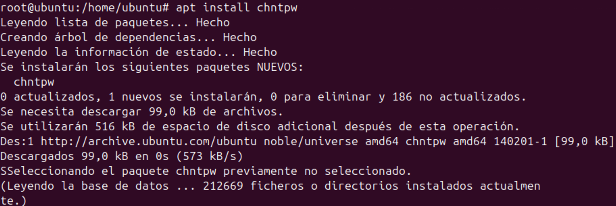 root@ubuntu:/home/ubuntu# apt install chntpw
Leyendo lista de paquetes... Hecho
Creando árbol de dependencias... Hecho
Leyendo la información de estado... Hecho
Se instalarán los siguientes paquetes NUEVOS:
  chntpw
0 actualizados, 1 nuevos se instalarán, 0 para eliminar y 186 no actualizados.
Se necesita descargar 99,0 kB de archivos.
Se utilizarán 516 kB de espacio de disco adicional después de esta operación.
Des:1 http://archive.ubuntu.com/ubuntu noble/universe amd64 chntpw amd64 140201-1 [99,0 kB]
Descargados 99,0 kB en 0s (573 kB/s)
SSeleccionando el paquete chntpw previamente no seleccionado.
(Leyendo la base de datos ... 212669 ficheros o directorios instalados actualmen
te.)